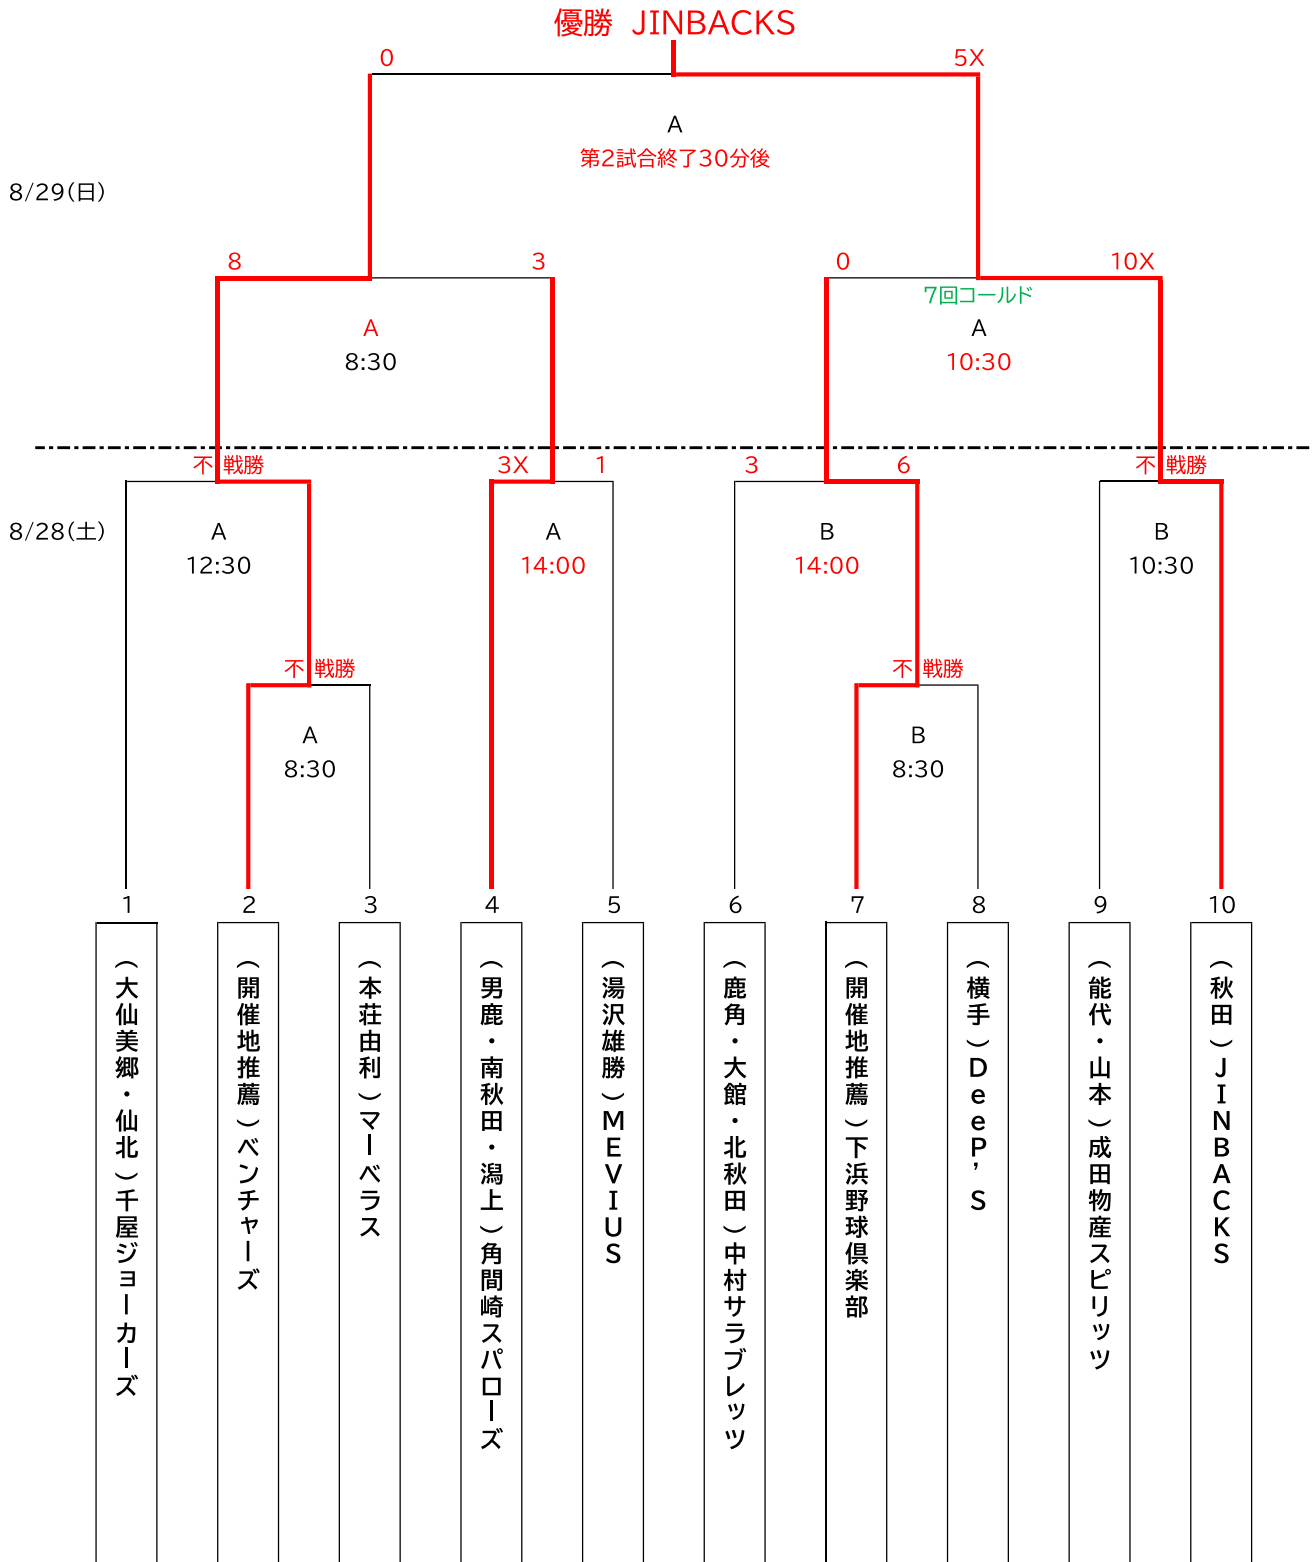 優勝 JINBACKS
0 5X
A
第2試合終了30分後
8/29(日)
8 3 0 10X
7回コールド
A A
8:30 10:30
不戦勝 3X 1 3 6 不戦勝
8/28(土) A A B B
12:30 14:00 14:00 10:30
不戦勝 不戦勝
A B
8:30 8:30
1 2 3 4 5 6 7 8 9 10
(大仙美郷・仙北)千屋ジョーカーズ
(開催地推薦)ベンチャーズ
(本荘由利)マーベラス
(男鹿・南秋田・潟上)角間崎スパローズ
(湯沢雄勝)MEVIUS
(鹿角・大館・北秋田)中村サラブレッツ
(開催地推薦)下浜野球倶楽部
(横手)DeeP’S
(能代・山本)成田物産スピリッツ
(秋田)JINBACKS